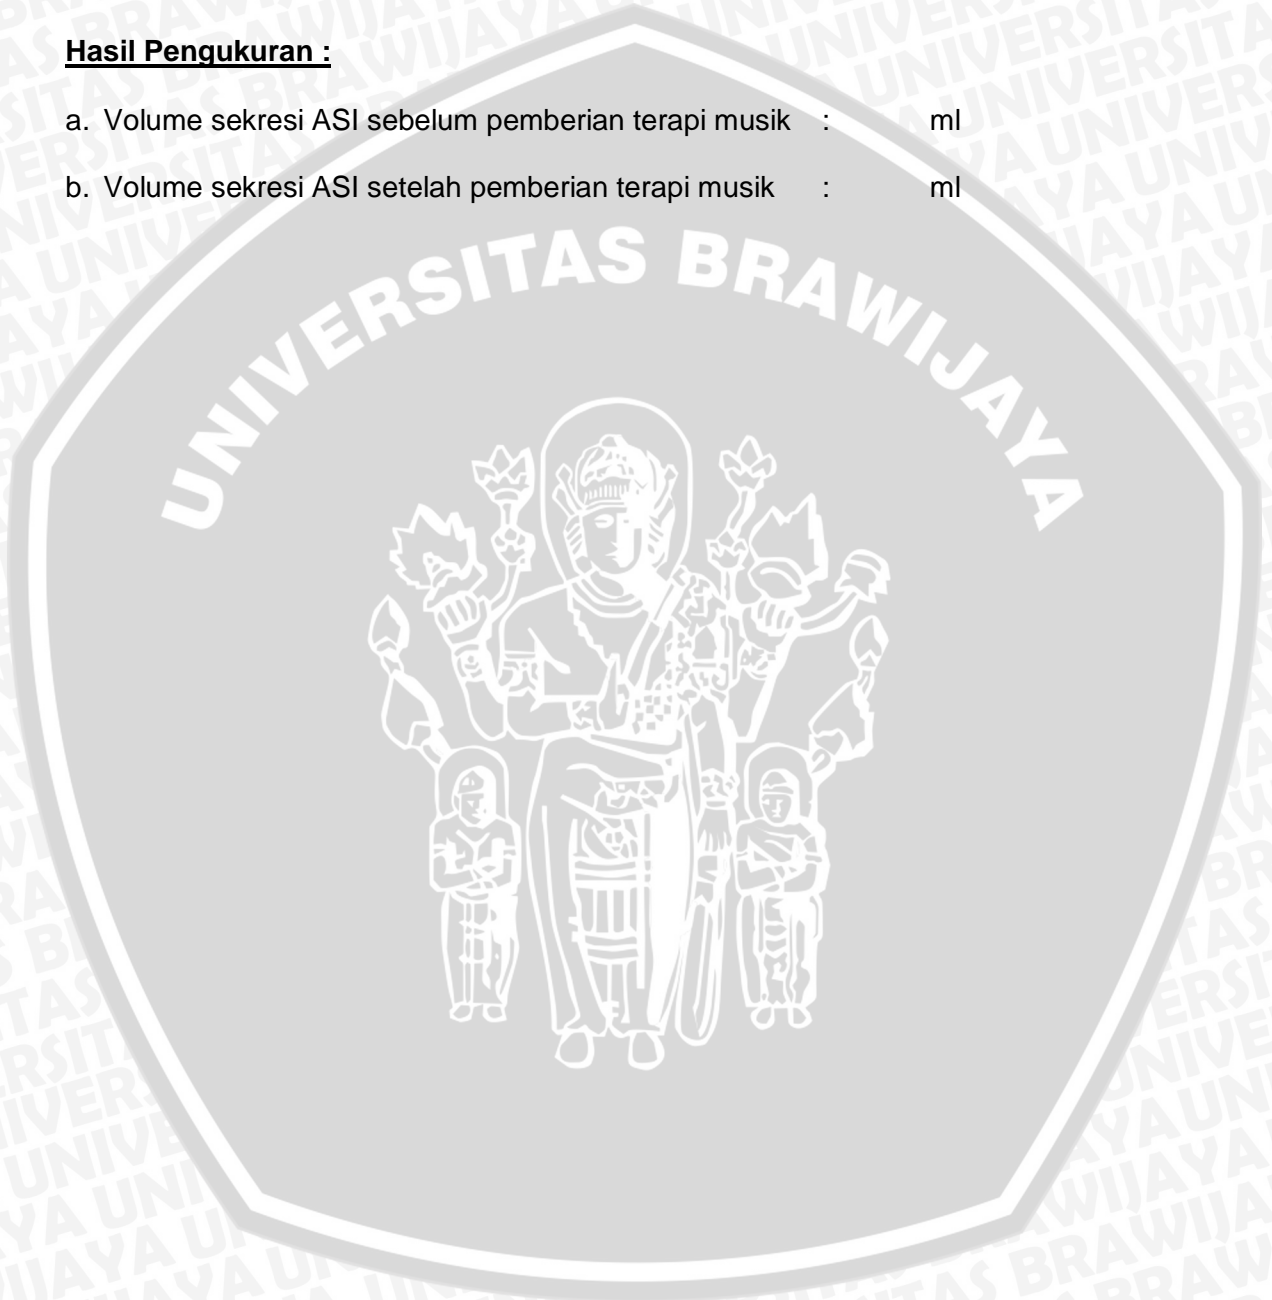 Hasil Pengukuran :
a. Volume sekresi ASI sebelum pemberian terapi musik : ml
b. Volume sekresi ASI setelah pemberian terapi musik : ml
UNIVERSITAS BRAWIJAYA